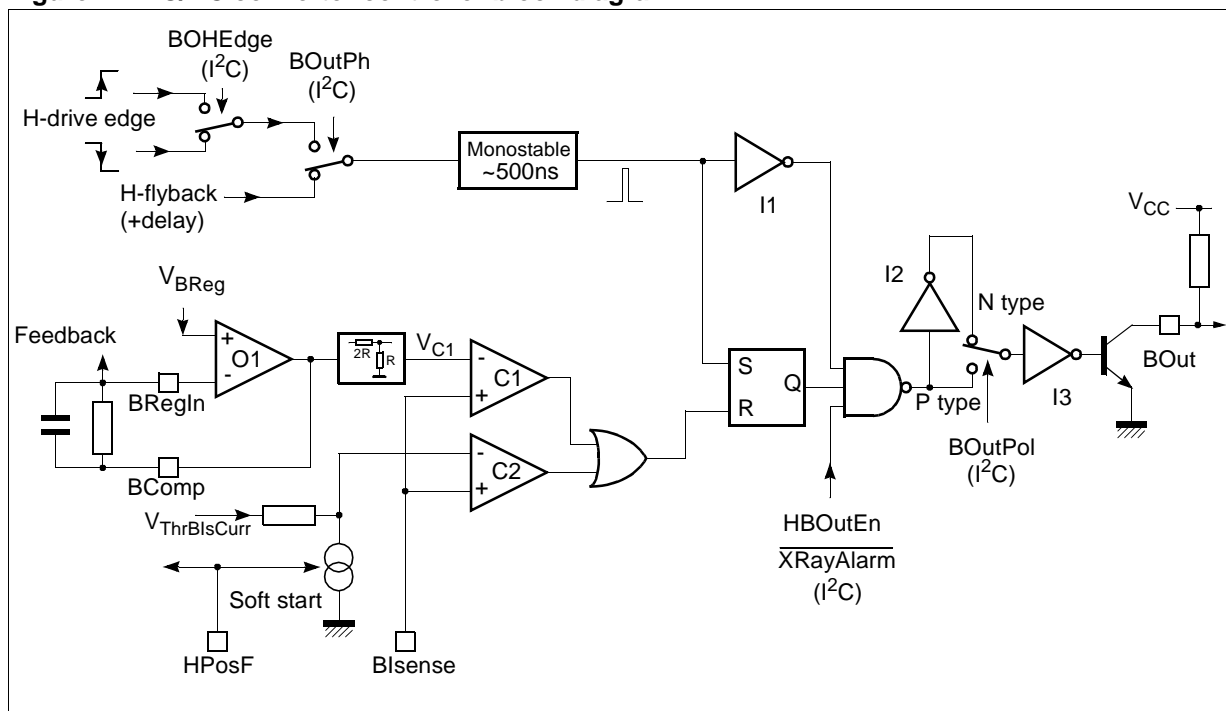 BOHEdge
(I²C)
BOutPh
(I²C)
H-drive edge
H-flyback
(+delay)
Monostable
~500ns
I1
VCC
I2
N type
VBReg
Feedback
O1
2R
R
VC1
C1
S
Q
R
BRegIn
P type
I3
BOut
BOutPol
(I²C)
C2
BComp
VThrBIsCurr
HBOutEn
XRayAlarm
(I²C)
Soft start
HPosF
BIsense
+
-
-
+
-
+